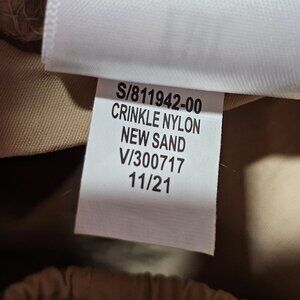 S/811942-00
CRINKLE NYLON
NEW SAND
V/300717
11/21